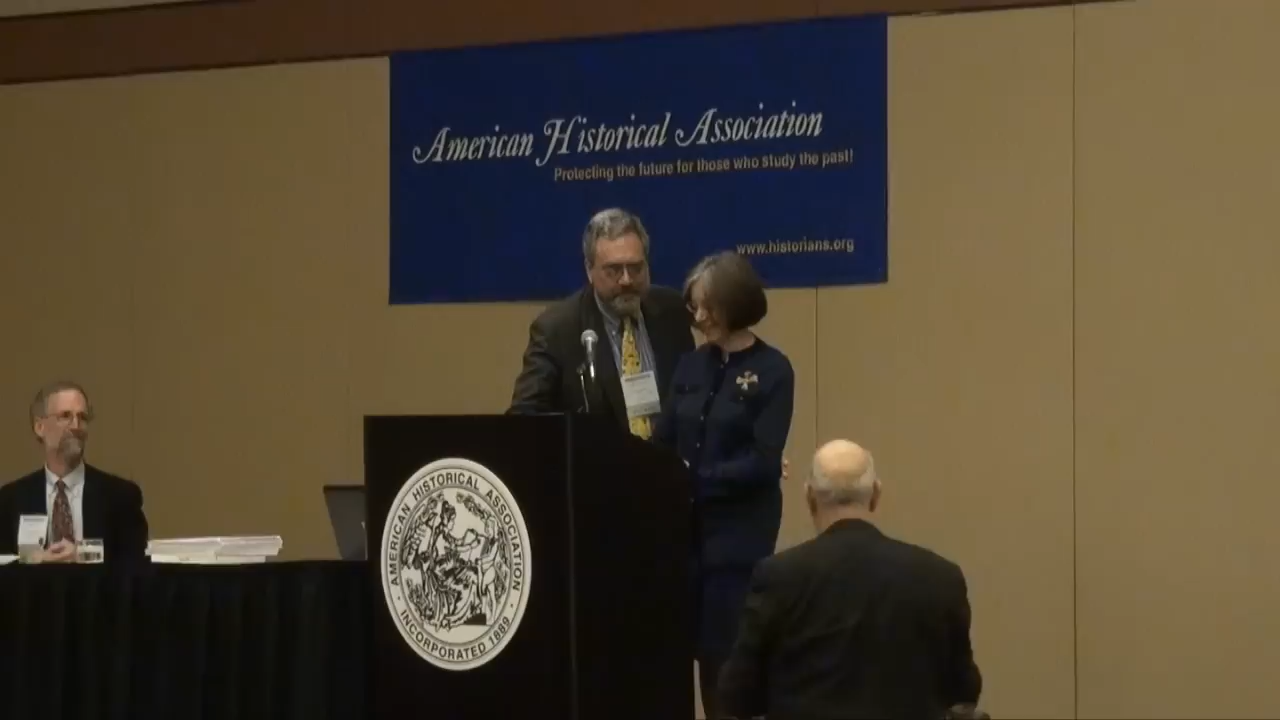 American Historical Association
Protecting the future for those who study the past!
www.historians.org
AMERICAN HISTORICAL ASSOCIATION
INCORPORATED 1889